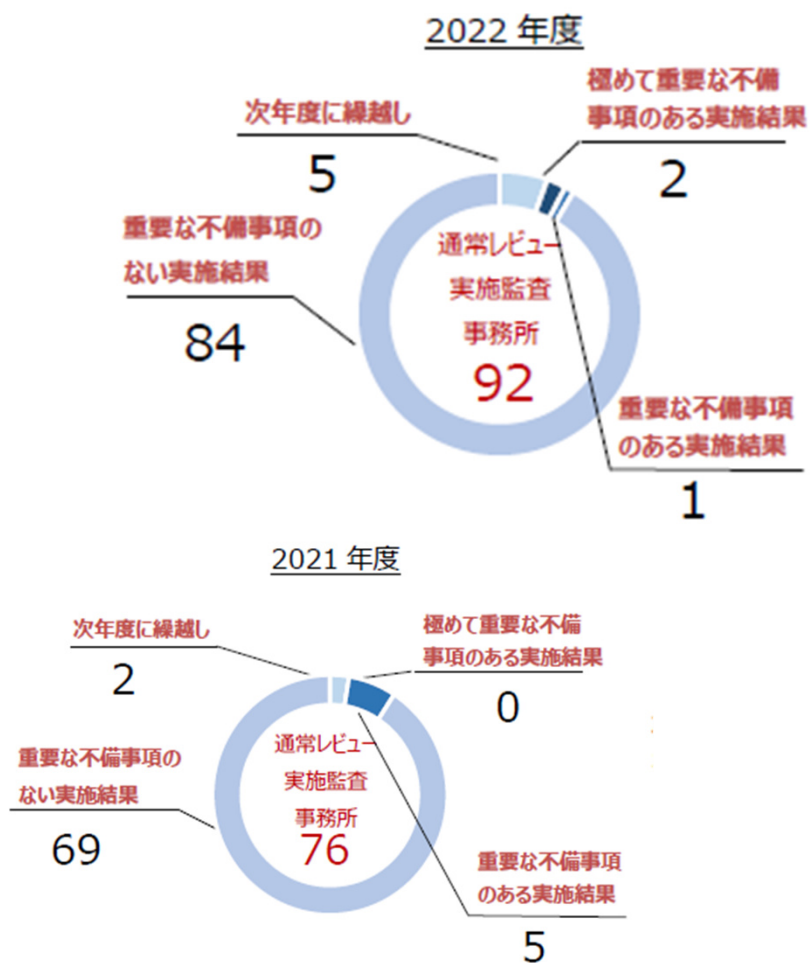 2022 年度
次年度に繰越し
5
極めて重要な不備
事項のある実施結果
2
重要な不備事項の
ない実施結果
84
通常レビュー
実施監査
事務所
92
重要な不備事項
のある実施結果
1
2021 年度
次年度に繰越し
2
極めて重要な不備
事項のある実施結果
0
重要な不備事項の
ない実施結果
69
通常レビュー
実施監査
事務所
76
重要な不備事項
のある実施結果
5